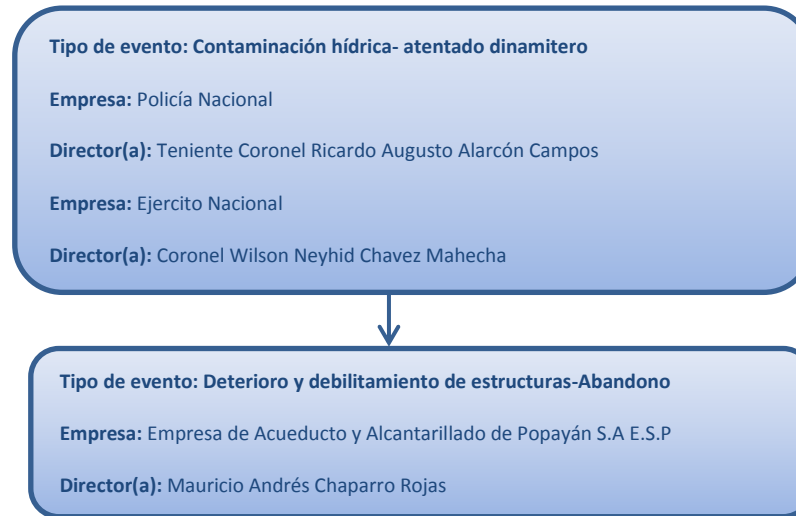 Tipo de evento: Contaminación hídrica- atentado dinamitero
Empresa: Policía Nacional
Director(a): Teniente Coronel Ricardo Augusto Alarcón Campos
Empresa: Ejercito Nacional
Director(a): Coronel Wilson Neyhid Chavez Mahecha
Tipo de evento: Deterioro y debilitamiento de estructuras-Abandono
Empresa: Empresa de Acueducto y Alcantarillado de Popayán S.A E.S.P
Director(a): Mauricio Andrés Chaparro Rojas